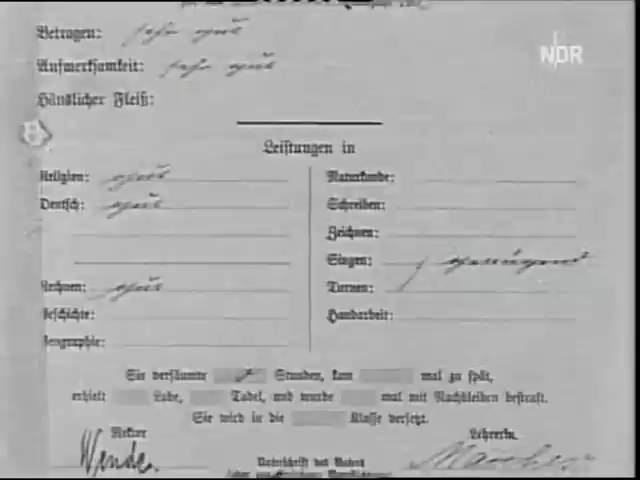 Betragen: sehr gut
NDR
Aufmerksamkeit: sehr gut
Häuslicher Fleiß:
Leistungen in
Religion: gut
Deutsch: gut
Rechnen: gut
Geschichte:
Geographie:
Naturkunde:
Schreiben:
Zeichnen:
Singen: genügend
Turnen:
Handarbeit:
Sie versäumte Stunden, kam mal zu spät,
erhielt Lobe, Tadel, und wurde mal mit Nachbleiben bestraft.
Sie wird in die Klasse versetzt.
Rektor
Lehrerin
Wende.
Unterschrift des Vaters